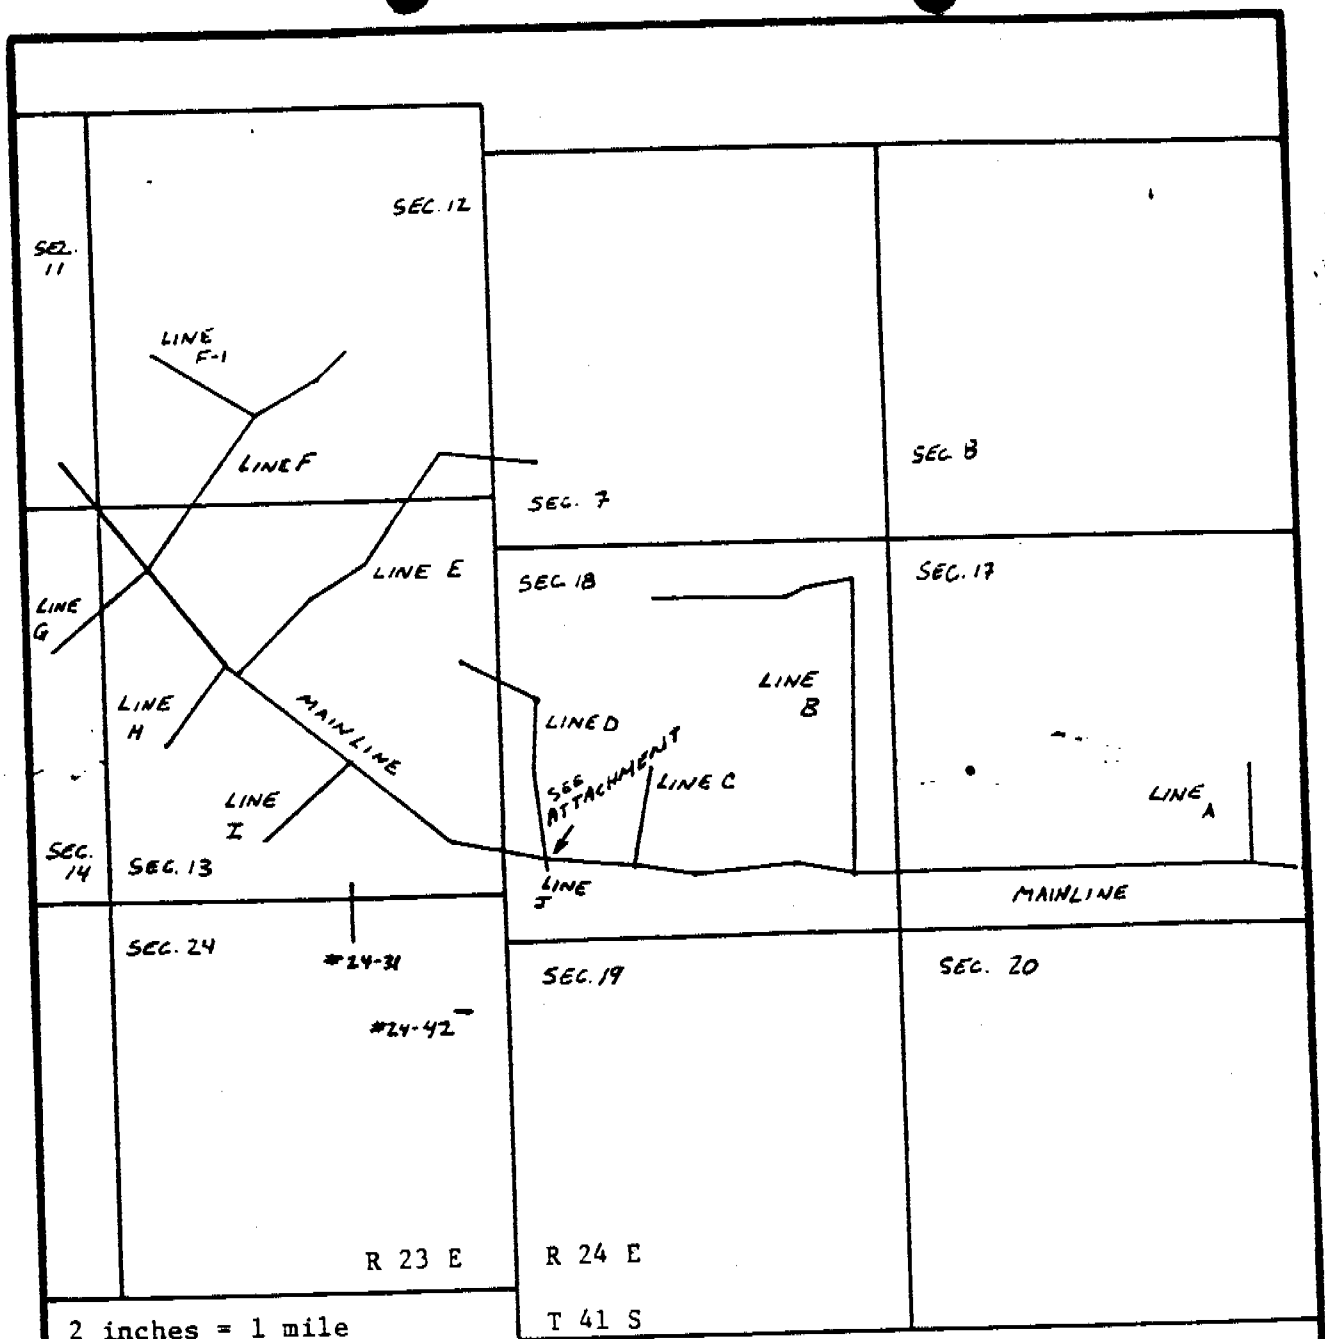 SEC. 12
SEC.
11
LINE
F-1
LINE F
SEC 8
SEC. 7
LINE E
SEC 18
SEC. 17
LINE
G
LINE
H
MAINLINE
LINE D
LINE
B
SEE
ATTACHMENT
LINE C
LINE
A
LINE
I
SEC.
14
SEC. 13
LINE
J
MAINLINE
SEC. 24
#24-31
SEC. 19
SEC. 20
#24-42
R 23 E
R 24 E
T 41 S
2 inches = 1 mile